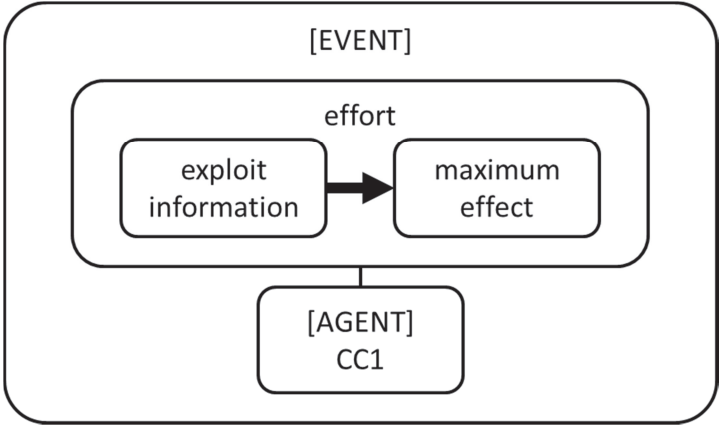 [EVENT]
effort
exploit
information
maximum
effect
[AGENT]
CC1